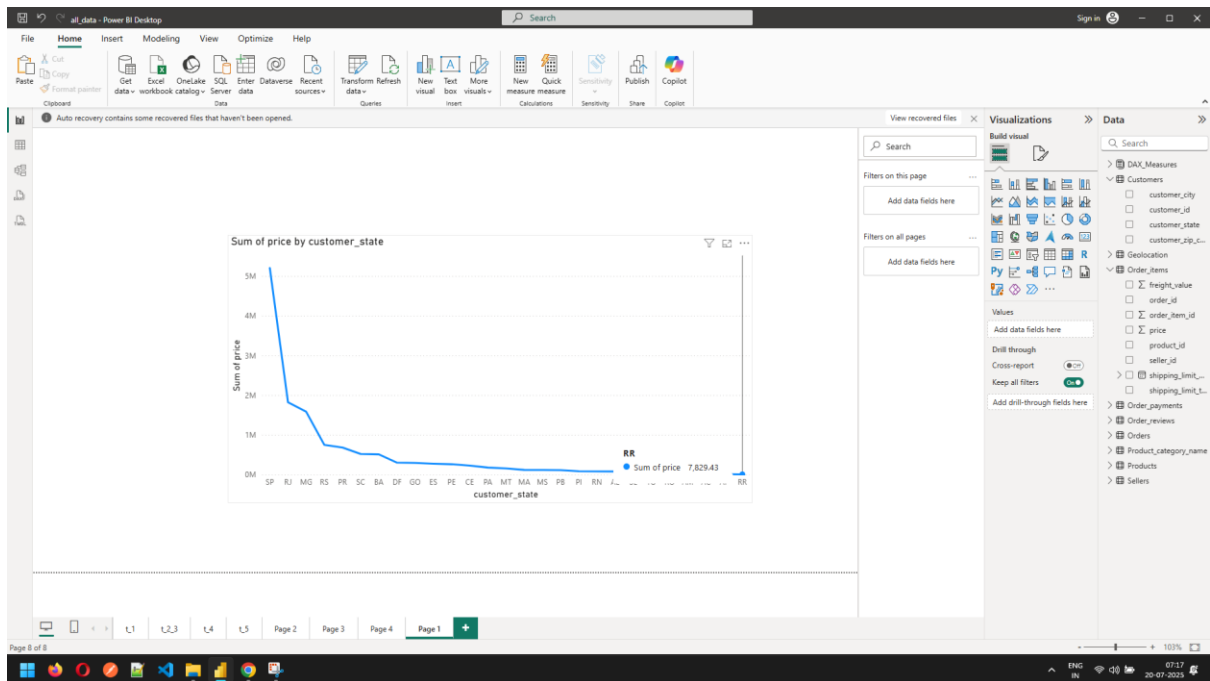 all_data - Power BI Desktop
Search
Sign in
File Home Insert Modeling View Optimize Help
Paste
Cut
Copy
Format painter
Get data
Excel workbook
OneLake catalog
SQL Server
Enter data
Dataverse
Recent sources
Transform data
Refresh
New visual
Text box
More visuals
New measure
Quick measure
Sensitivity
Publish
Copilot
Clipboard
Data
Queries
Insert
Calculations
Sensitivity
Share
Copilot
Auto recovery contains some recovered files that haven't been opened.
View recovered files
Sum of price by customer_state
5M
4M
3M
2M
1M
0M
Sum of price
SP RJ MG RS PR SC BA DF GO ES PE CE PA MT MA MS PB PI RN RR
customer_state
RR
Sum of price 7,829.43
Search
Filters on this page ...
Add data fields here
Filters on all pages ...
Add data fields here
Visualizations
Build visual
R
Py
123
...
Values
Add data fields here
Drill through
Cross-report
Off
Keep all filters
On
Add drill-through fields here
Data
Search
DAX_Measures
Customers
customer_city
customer_id
customer_state
customer_zip_c...
Geolocation
Order_items
∑ freight_value
order_id
∑ order_item_id
∑ price
product_id
seller_id
shipping_limit_...
shipping_limit_t...
Order_payments
Order_reviews
Orders
Product_category_name
Products
Sellers
t_1 t_2_3 t_4 t_5 Page 2 Page 3 Page 4 Page 1 +
Page 8 of 8
- + 103%
ENG
IN
07:17
20-07-2025